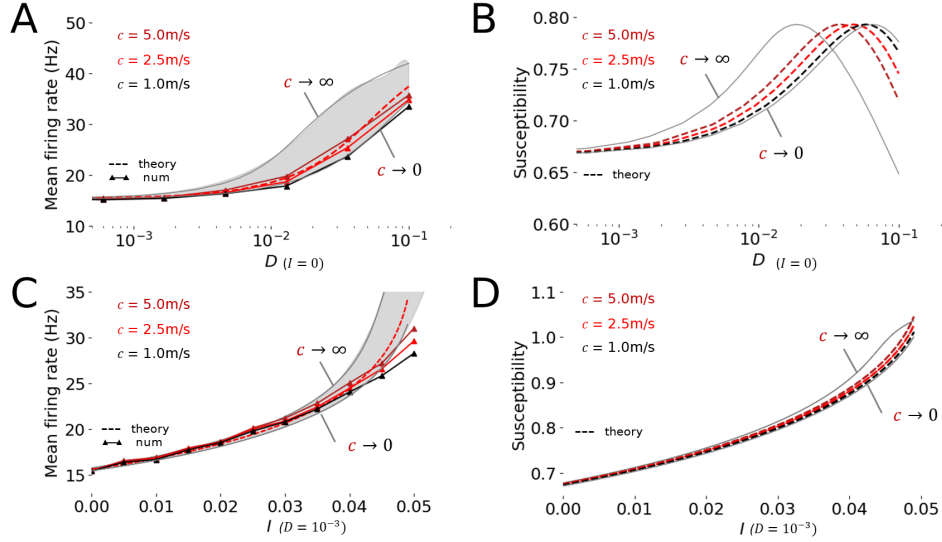 A
Mean firing rate (Hz)
50
40
30
20
10
c = 5.0m/s
c = 2.5m/s
c = 1.0m/s
c → ∞
c → 0
theory
num
10⁻³
10⁻²
10⁻¹
D (I = 0)
B
Susceptibility
0.80
0.75
0.70
0.65
0.60
c = 5.0m/s
c = 2.5m/s
c = 1.0m/s
c → ∞
c → 0
theory
10⁻³
10⁻²
10⁻¹
D (I = 0)
C
Mean firing rate (Hz)
35
30
25
20
15
c = 5.0m/s
c = 2.5m/s
c = 1.0m/s
c → ∞
c → 0
theory
num
0.00 0.01 0.02 0.03 0.04 0.05
I (D = 10⁻³)
D
Susceptibility
1.1
1.0
0.9
0.8
0.7
c = 5.0m/s
c = 2.5m/s
c = 1.0m/s
c → ∞
c → 0
theory
0.00 0.01 0.02 0.03 0.04 0.05
I (D = 10⁻³)